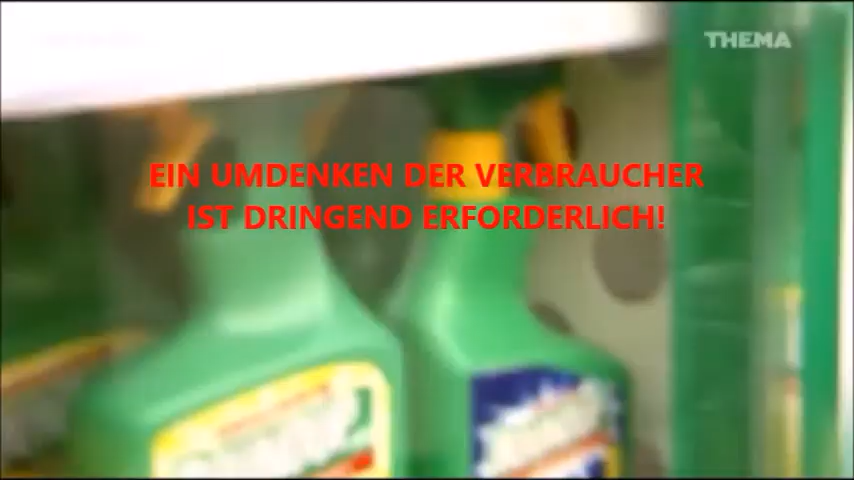 THEMA
EIN UMDENKEN DER VERBRAUCHER
IST DRINGEND ERFORDERLICH!